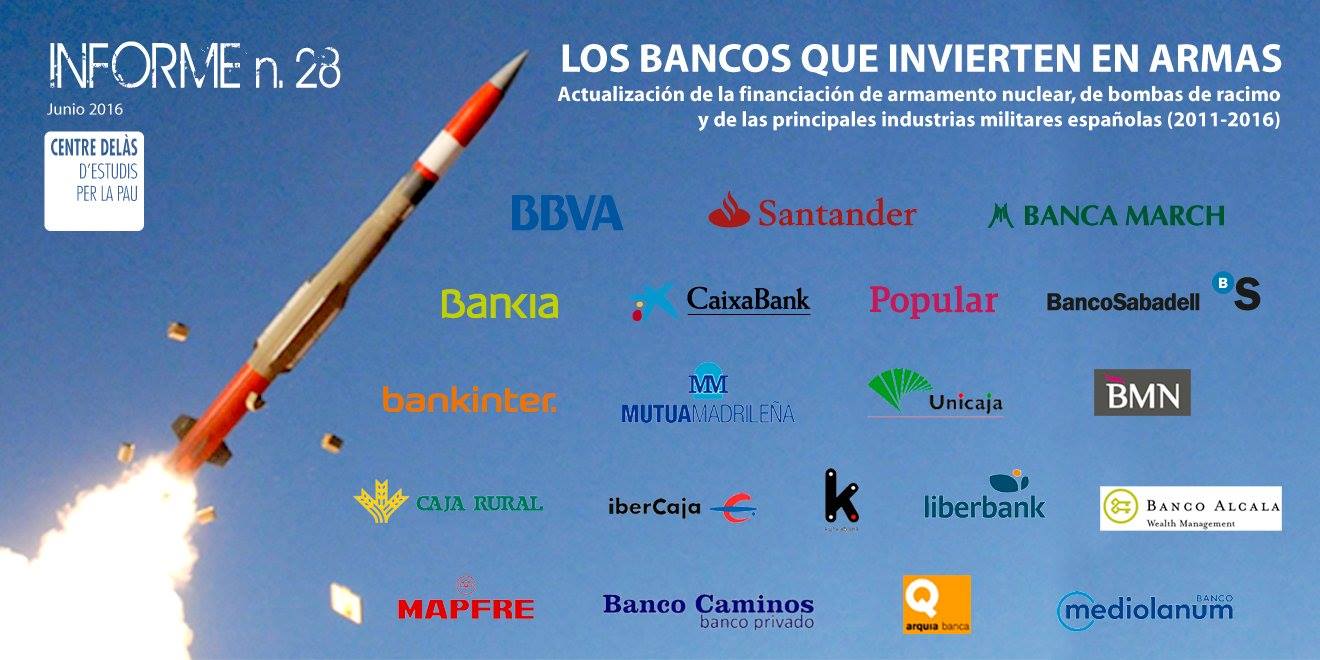 INFORME n. 28
Junio 2016
CENTRE DELÀS
D'ESTUDIS
PER LA PAU
LOS BANCOS QUE INVIERTEN EN ARMAS
Actualización de la financiación de armamento nuclear, de bombas de racimo
y de las principales industrias militares españolas (2011-2016)
BBVA
Santander
BANCA MARCH
Bankia
CaixaBank
Popular
BancoSabadell
B S
bankinter.
MM
MUTUAMADRILEÑA
Unicaja
BMN
CAJA RURAL
iberCaja
k
liberbank
BANCO ALCALA
Wealth Management
MAPFRE
Banco Caminos
banco privado
Q
arquia banca
BANCO
mediolanum